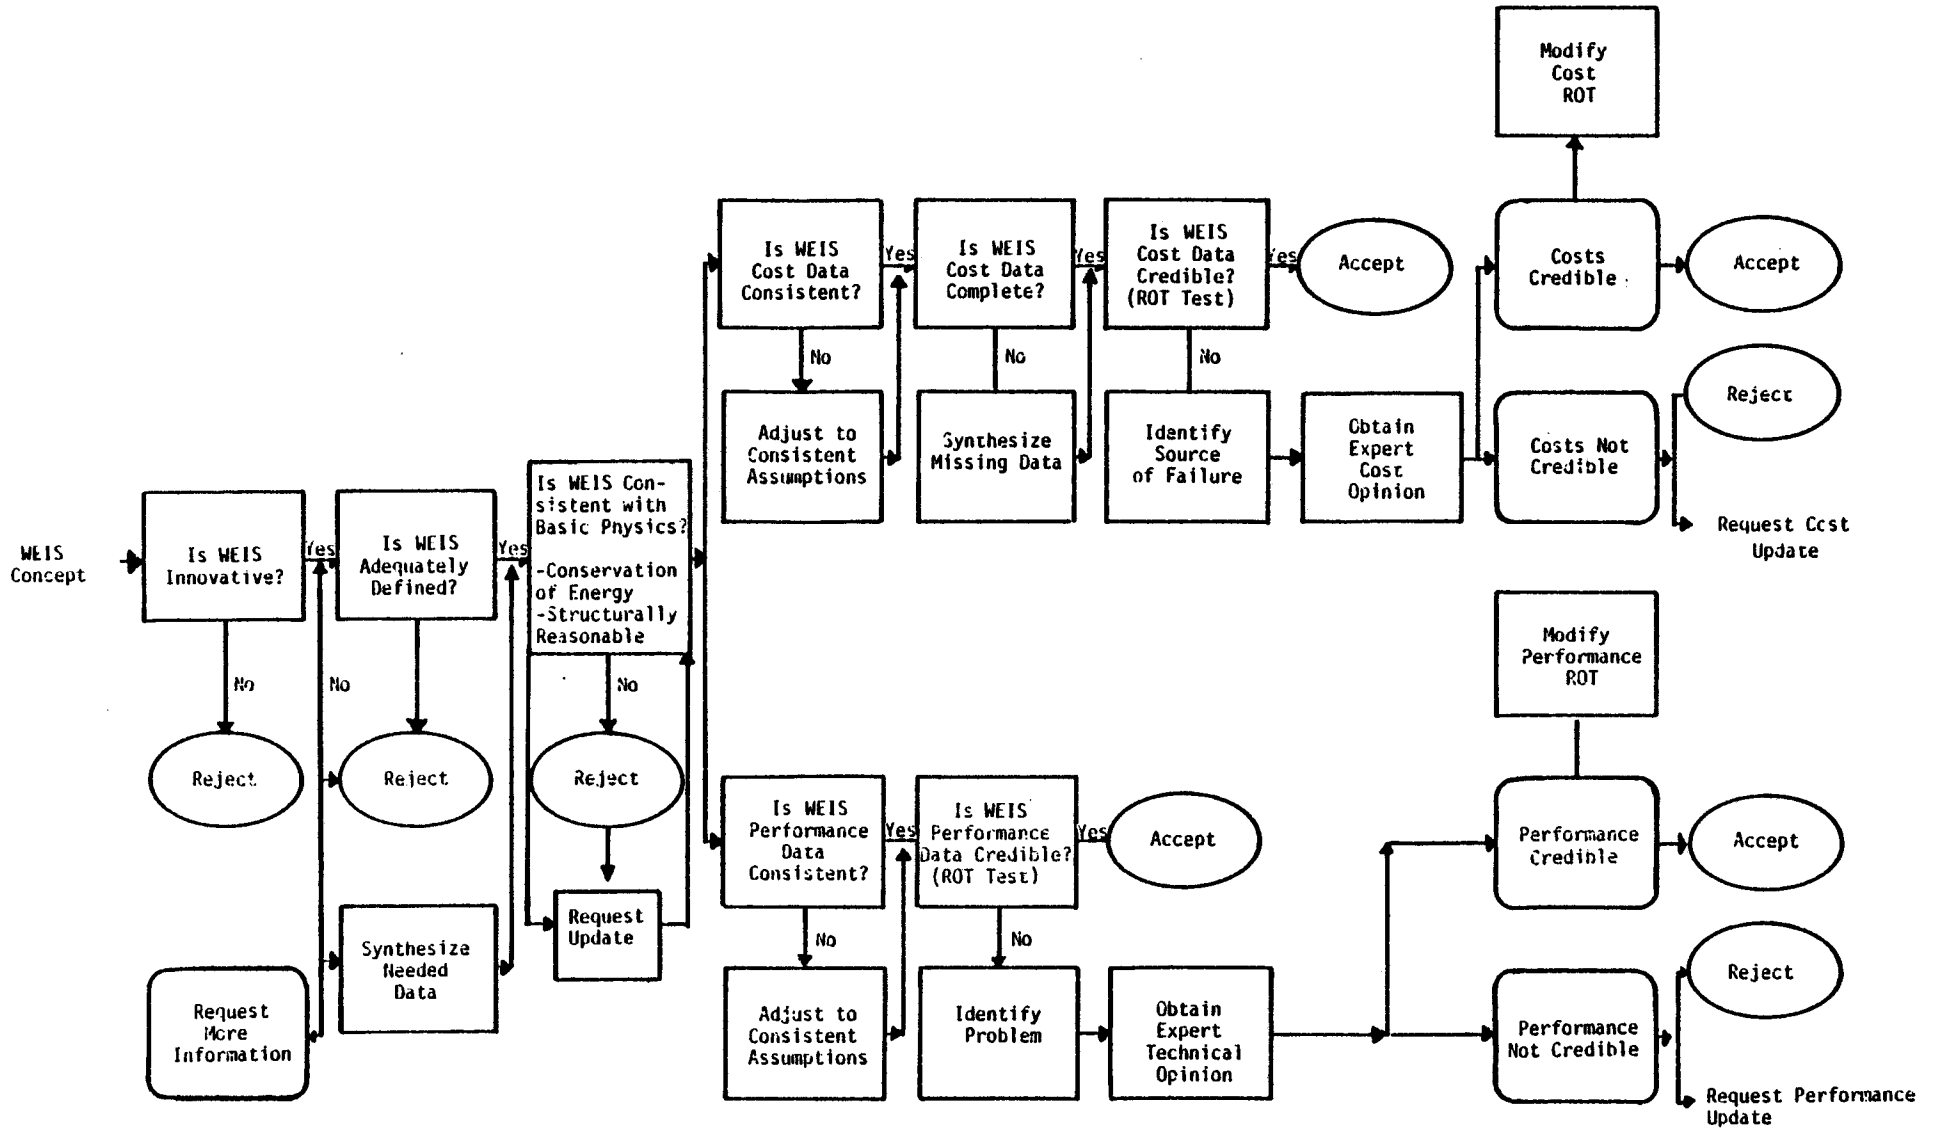 Modify
Cost
ROT
Is WEIS
Cost Data
Consistent?
Yes
Is WEIS
Cost Data
Complete?
Yes
Is WEIS
Cost Data
Credible?
(ROT Test)
Yes
Accept
Costs
Credible
Accept
No
No
No
Reject
Adjust to
Consistent
Assumptions
Synthesize
Missing Data
Identify
Source
of Failure
Obtain
Expert
Cost
Opinion
Costs Not
Credible
Request Cost
Update
WEIS
Concept
Is WEIS
Innovative?
Yes
Is WEIS
Adequately
Defined?
Yes
Is WEIS Con-
sistent with
Basic Physics?
-Conservation
of Energy
-Structurally
Reasonable
No
No
No
Reject
Reject
Reject
Request
Update
Synthesize
Needed
Data
Request
More
Information
Modify
Performance
ROT
Is WEIS
Performance
Data
Consistent?
Yes
Is WEIS
Performance
Data Credible?
(ROT Test)
Yes
Accept
Performance
Credible
Accept
No
No
Reject
Adjust to
Consistent
Assumptions
Identify
Problem
Obtain
Expert
Technical
Opinion
Performance
Not Credible
Request Performance
Update